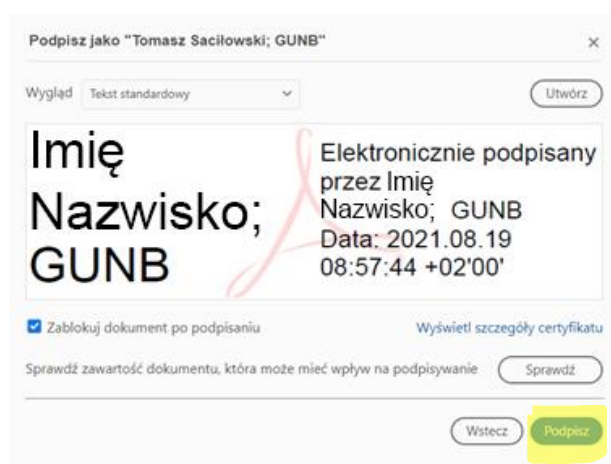 Podpisz jako "Tomasz Saciłowski; GUNB"
Wygląd Tekst standardowy Utwórz
Imię
Nazwisko;
GUNB
Elektronicznie podpisany
przez Imię
Nazwisko; GUNB
Data: 2021.08.19
08:57:44 +02'00'
Zablokuj dokument po podpisaniu Wyświetl szczegóły certyfikatu
Sprawdź zawartość dokumentu, która może mieć wpływ na podpisywanie Sprawdź
Wstecz Podpisz